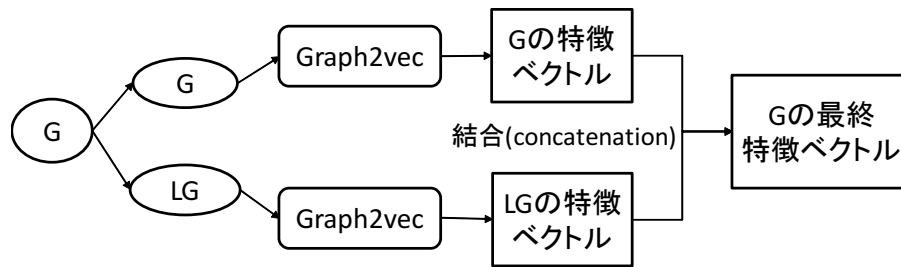 G
G
Graph2vec
Gの特徴
ベクトル
結合(concatenation)
LG
Graph2vec
LGの特徴
ベクトル
Gの最終
特徴ベクトル